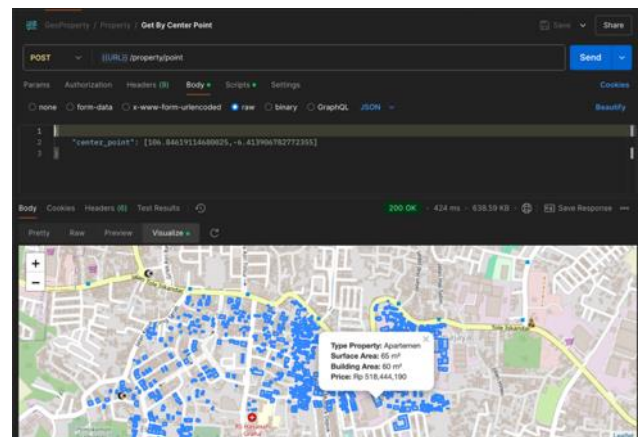 GeoProperty / Property / Get By Center Point
Save
Share
POST
{{URL}} /property/point
Send
Params Authorization Headers (9) Body Scripts Settings
Cookies
none form-data x-www-form-urlencoded raw binary GraphQL JSON
Beautify
1 {
2 "center_point": [106.84619114680025,-6.413906782772355]
3 }
Body Cookies Headers (6) Test Results
200 OK 424 ms 638.59 KB Save Response
Pretty Raw Preview Visualize
+
−
Tole Iskandar
Type Property: Apartemen
Surface Area: 65 m²
Building Area: 60 m²
Price: Rp 518,444,190
Leaflet